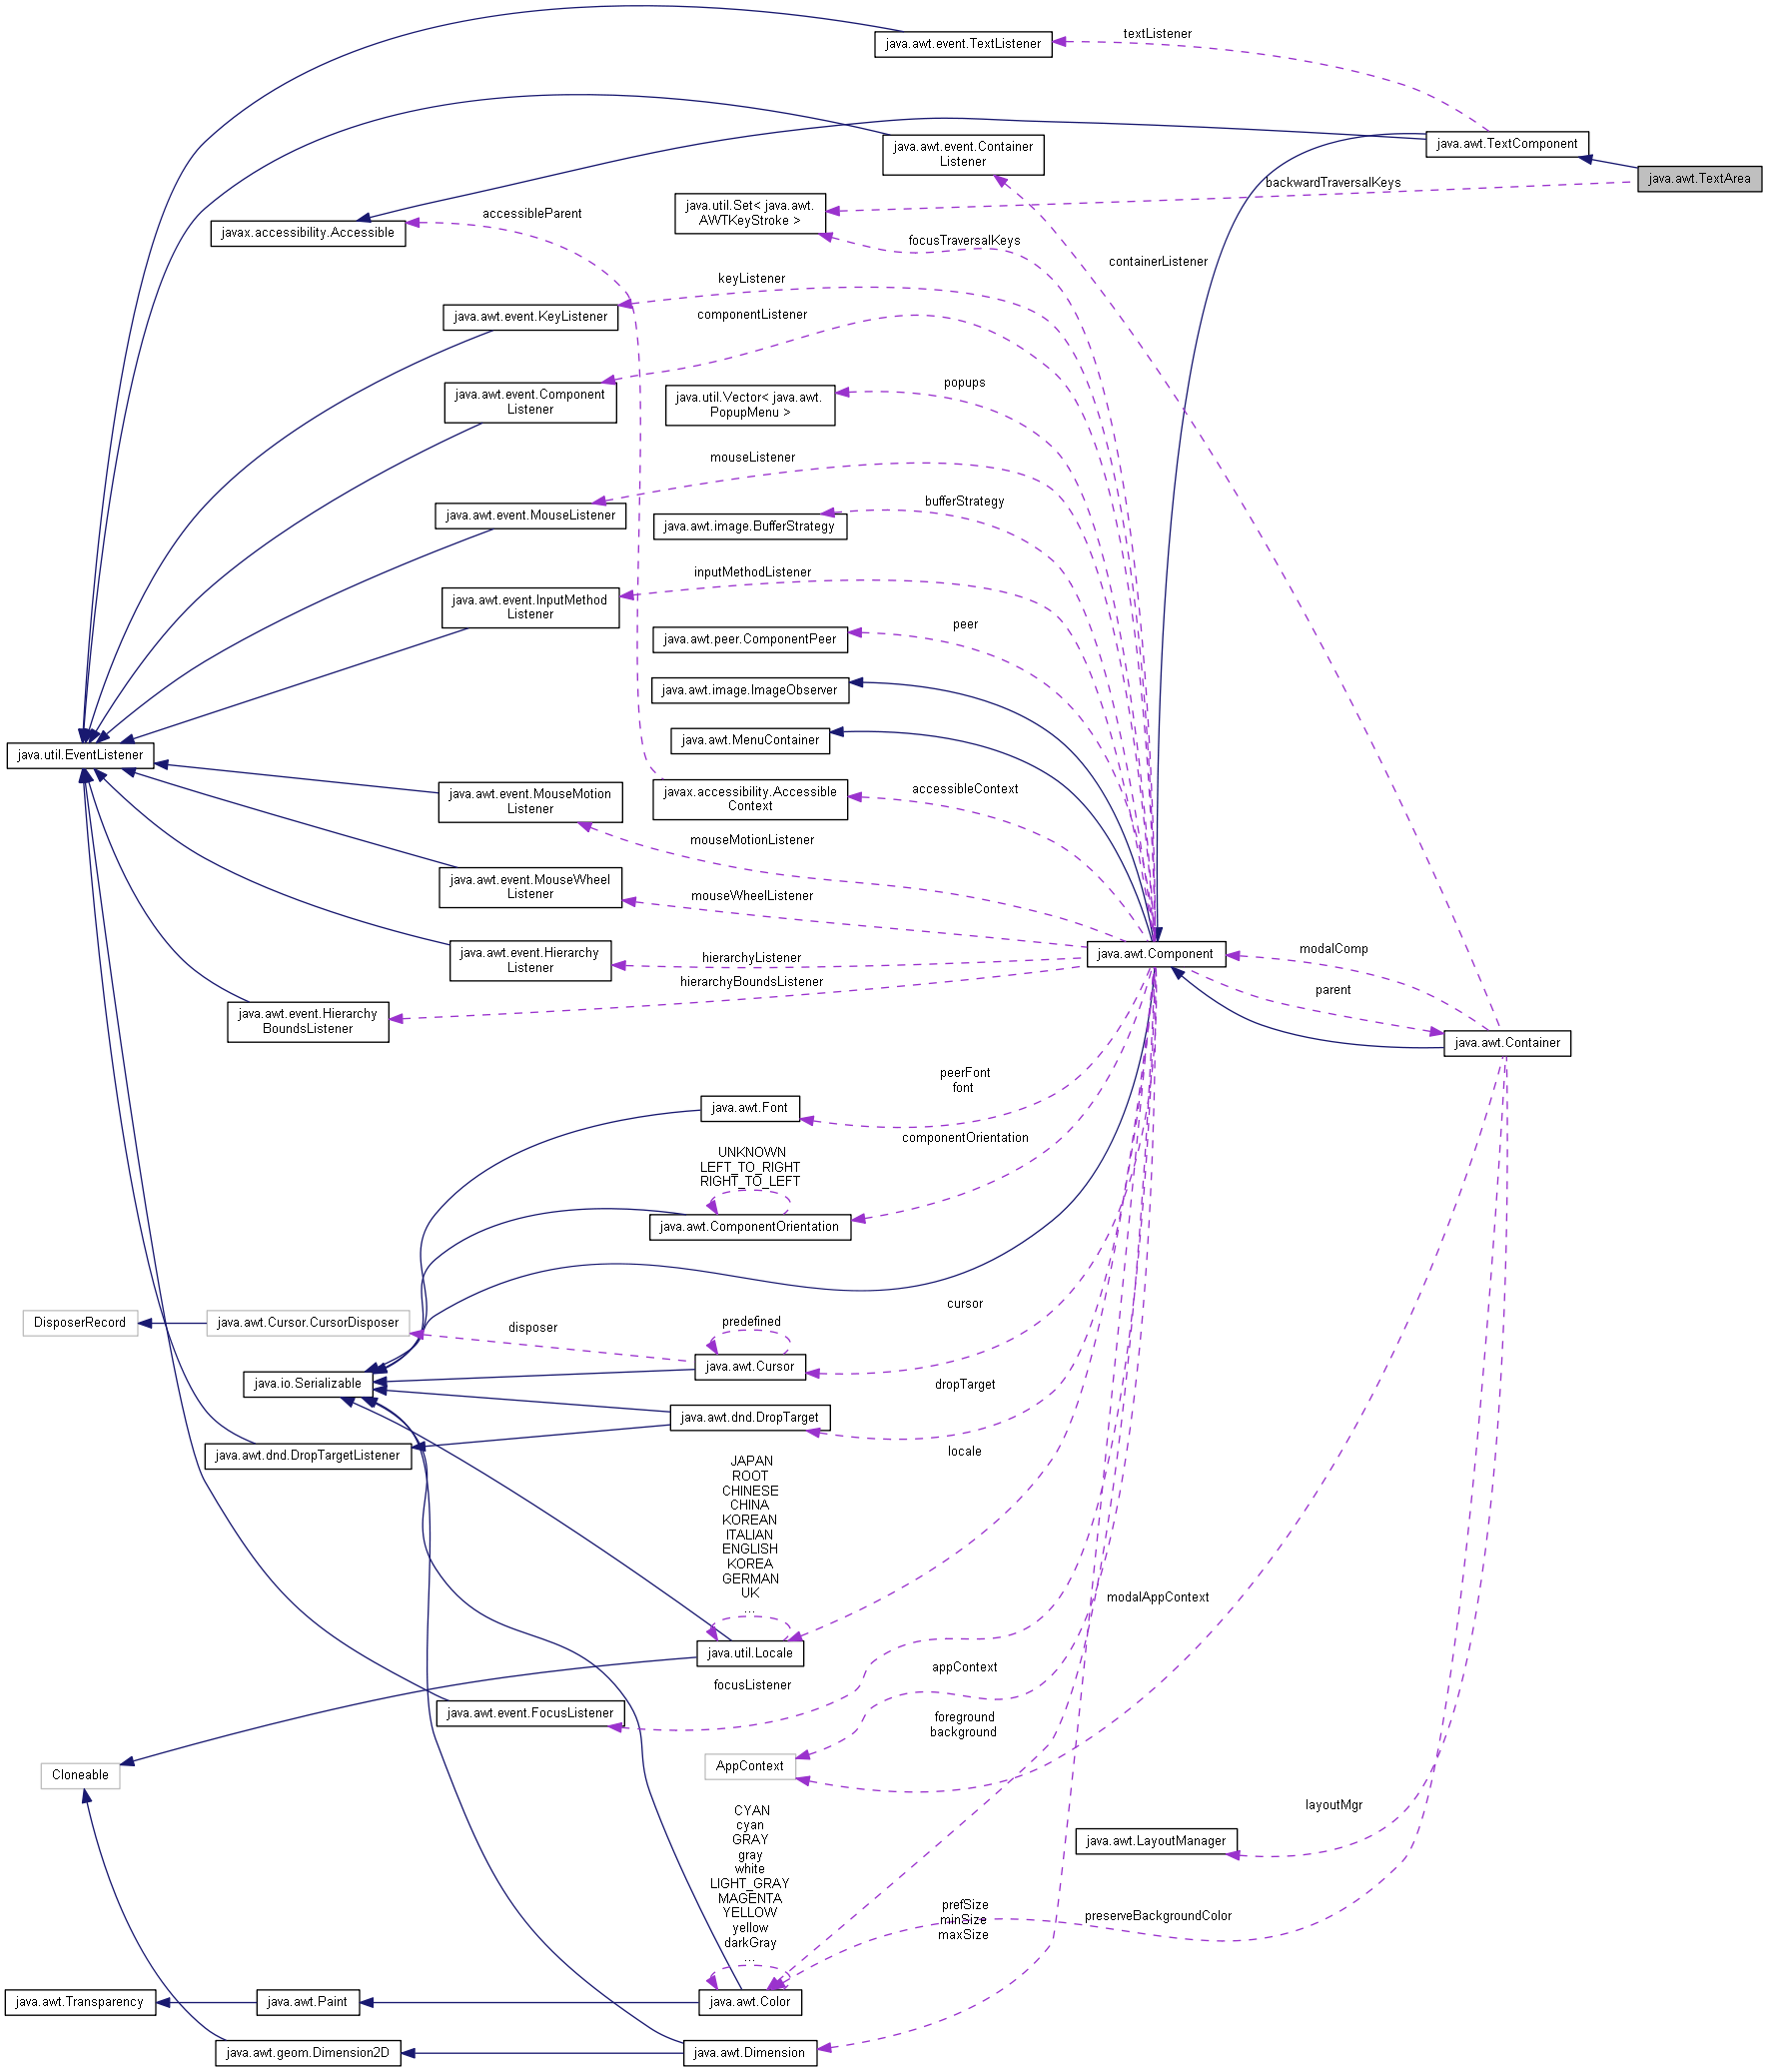 textListener
java.awt.event.TextListener
java.awt.TextComponent
java.awt.event.Container
Listener
java.awt.TextArea
backwardTraversalKeys
java.util.Set< java.awt.
AWTKeyStroke >
accessibleParent
javax.accessibility.Accessible
focusTraversalKeys
containerListener
keyListener
java.awt.event.KeyListener
componentListener
popups
java.awt.event.Component
Listener
java.util.Vector< java.awt.
PopupMenu >
mouseListener
bufferStrategy
java.awt.event.MouseListener
java.awt.image.BufferStrategy
inputMethodListener
java.awt.event.InputMethod
Listener
peer
java.awt.peer.ComponentPeer
java.awt.image.ImageObserver
java.awt.MenuContainer
java.util.EventListener
accessibleContext
java.awt.event.MouseMotion
Listener
javax.accessibility.Accessible
Context
mouseMotionListener
java.awt.event.MouseWheel
Listener
mouseWheelListener
java.awt.event.Hierarchy
Listener
hierarchyListener
java.awt.Component
modalComp
hierarchyBoundsListener
parent
java.awt.event.Hierarchy
BoundsListener
java.awt.Container
peerFont
font
java.awt.Font
componentOrientation
UNKNOWN
LEFT_TO_RIGHT
RIGHT_TO_LEFT
java.awt.ComponentOrientation
cursor
DisposerRecord
java.awt.Cursor.CursorDisposer
disposer
predefined
java.awt.Cursor
java.io.Serializable
dropTarget
java.awt.dnd.DropTarget
java.awt.dnd.DropTargetListener
locale
JAPAN
ROOT
CHINESE
CHINA
KOREAN
ITALIAN
ENGLISH
KOREA
GERMAN
UK
...
modalAppContext
java.util.Locale
appContext
focusListener
java.awt.event.FocusListener
foreground
background
Cloneable
AppContext
layoutMgr
java.awt.LayoutManager
CYAN
cyan
GRAY
gray
white
LIGHT_GRAY
MAGENTA
YELLOW
yellow
darkGray
...
prefSize
minSize
maxSize
preserveBackgroundColor
java.awt.Transparency
java.awt.Paint
java.awt.Color
java.awt.geom.Dimension2D
java.awt.Dimension